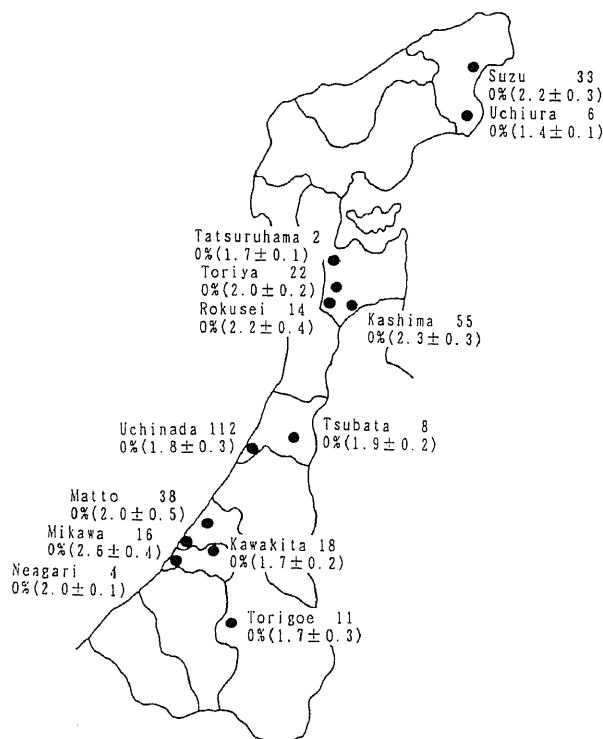 Suzu 33
0%(2.2±0.3)
Uchiura 6
0%(1.4±0.1)
Tatsuruhama 2
0%(1.7±0.1)
Toriya 22
0%(2.0±0.2)
Rokusei 14
0%(2.2±0.4)
Kashima 55
0%(2.3±0.3)
Uchinada 112
0%(1.8±0.3)
Tsubata 8
0%(1.9±0.2)
Matto 38
0%(2.0±0.5)
Mikawa 16
0%(2.6±0.4)
Neagari 4
0%(2.0±0.1)
Kawakita 18
0%(1.7±0.2)
Torigoe 11
0%(1.7±0.3)